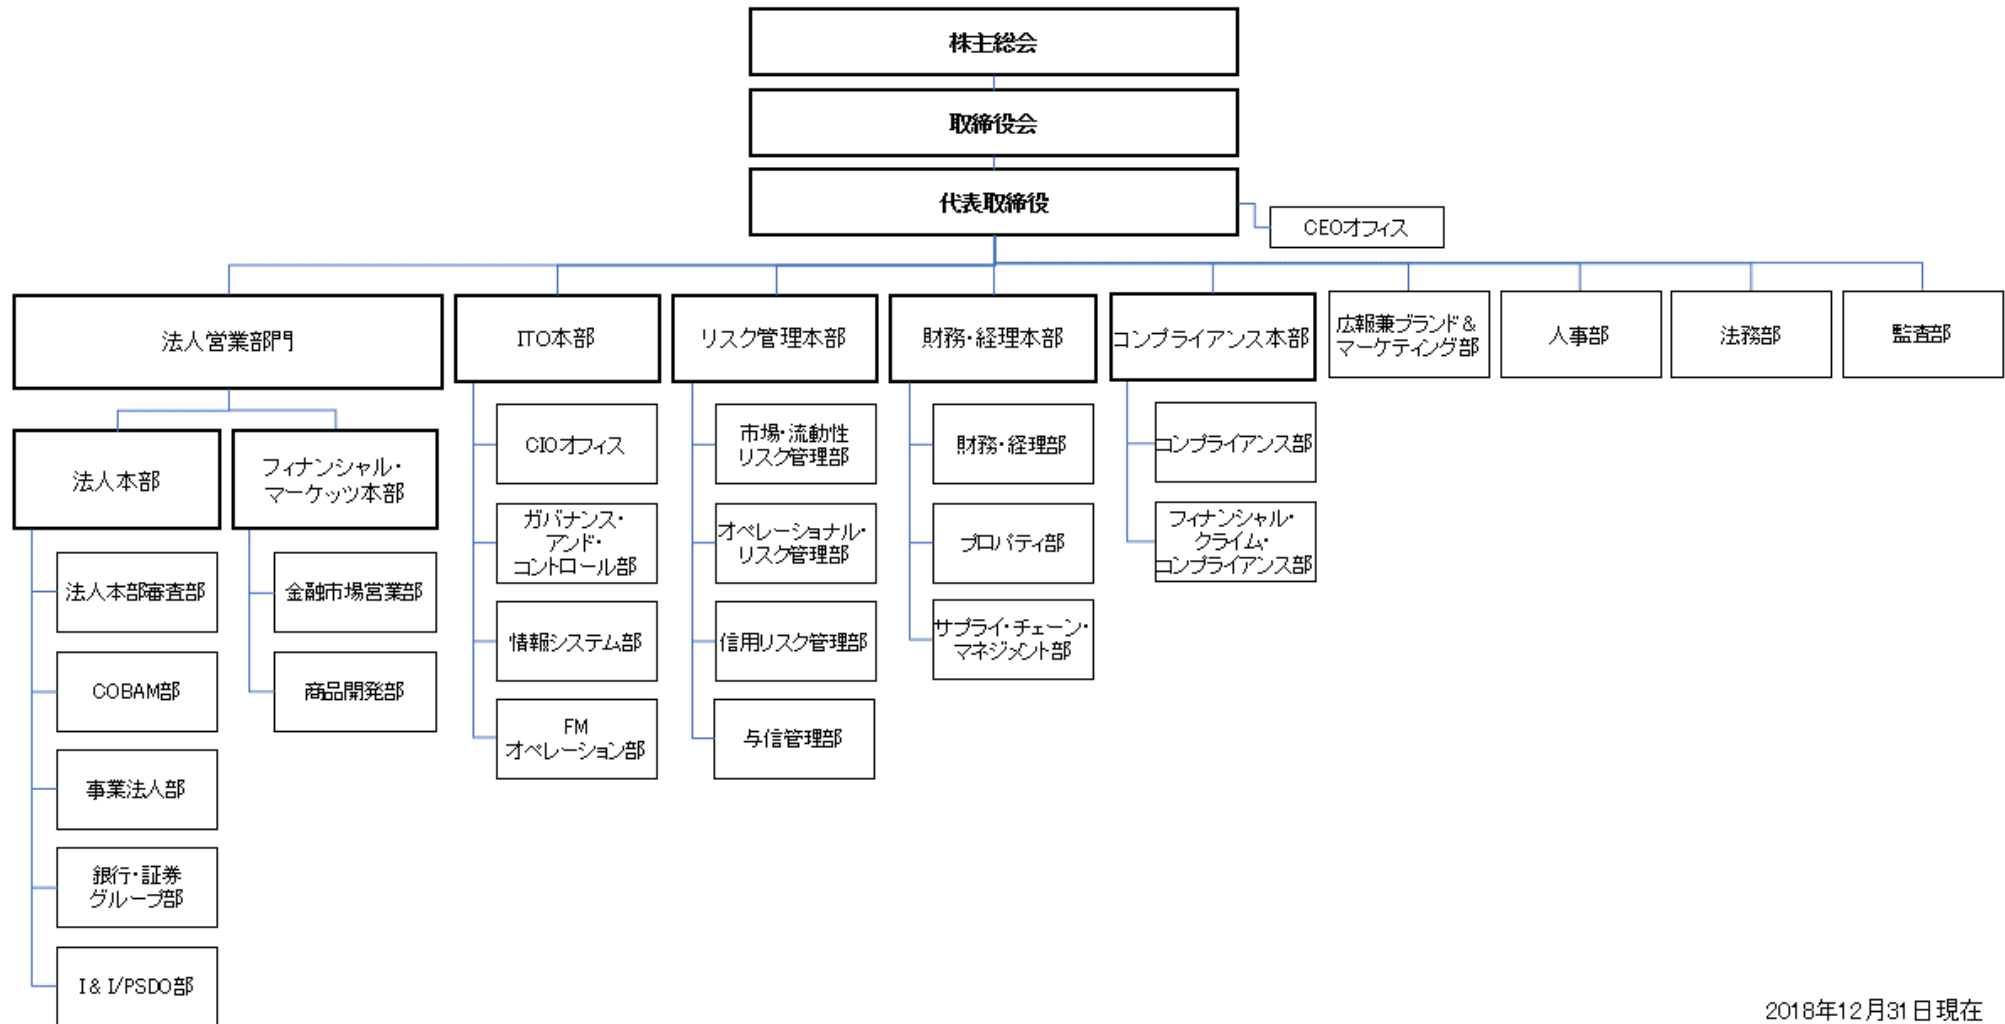 株主総会
取締役会
代表取締役
CEOオフィス
法人営業部門
ITO本部
リスク管理本部
財務・経理本部
コンプライアンス本部
広報兼ブランド&
マーケティング部
人事部
法務部
監査部
法人本部
フィナンシャル・
マーケッツ本部
法人本部審査部
COBAM部
事業法人部
銀行・証券
グループ部
I & I/PSDO部
金融市場営業部
商品開発部
CIOオフィス
ガバナンス・
アンド・
コントロール部
情報システム部
FM
オペレーション部
市場・流動性
リスク管理部
オペレーショナル・
リスク管理部
信用リスク管理部
与信管理部
財務・経理部
プロパティ部
サプライ・チェーン・
マネジメント部
コンプライアンス部
フィナンシャル・
クライム・
コンプライアンス部
2018年12月31日現在